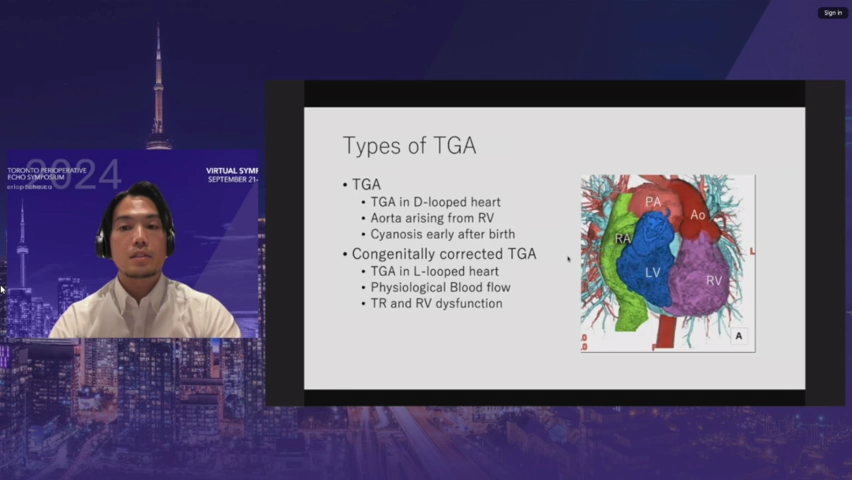 Sign in
2024
TORONTO PERIOPERATIVE
ECHO SYMPOSIUM
VIRTUAL SYMP
SEPTEMBER 21-
Types of TGA
• TGA
• TGA in D-looped heart
• Aorta arising from RV
• Cyanosis early after birth
• Congenitally corrected TGA
• TGA in L-looped heart
• Physiological Blood flow
• TR and RV dysfunction
PA
Ao
RA
LV
RV
L
A